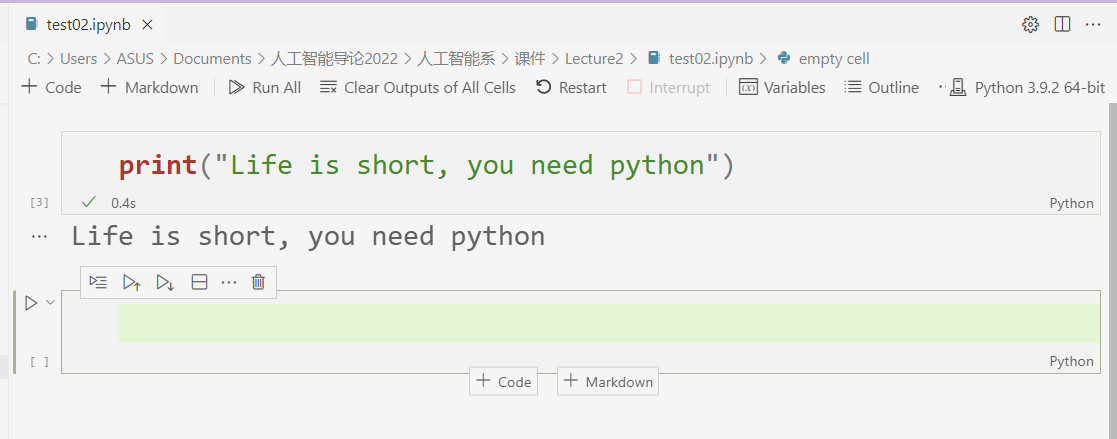 test02.ipynb
C: > Users > ASUS > Documents > 人工智能导论2022 > 人工智能系 > 课件 > Lecture2 > test02.ipynb > empty cell
+ Code + Markdown Run All Clear Outputs of All Cells Restart Interrupt Variables Outline ··· Python 3.9.2 64-bit
print("Life is short, you need python")
[3] ✓ 0.4s Python
··· Life is short, you need python
[ ] Python
+ Code + Markdown